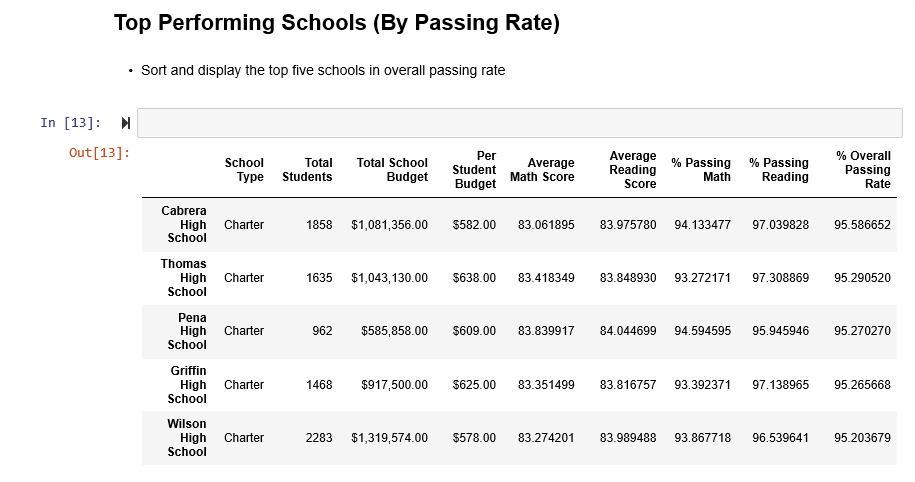 Top Performing Schools (By Passing Rate)
• Sort and display the top five schools in overall passing rate
In [13]:
Out[13]:
School Type Total Students Total School Budget Per Student Budget Average Math Score Average Reading Score % Passing Math % Passing Reading % Overall Passing Rate
Cabrera High School Charter 1858 $1,081,356.00 $582.00 83.061895 83.975780 94.133477 97.039828 95.586652
Thomas High School Charter 1635 $1,043,130.00 $638.00 83.418349 83.848930 93.272171 97.308869 95.290520
Pena High School Charter 962 $585,858.00 $609.00 83.839917 84.044699 94.594595 95.945946 95.270270
Griffin High School Charter 1468 $917,500.00 $625.00 83.351499 83.816757 93.392371 97.138965 95.265668
Wilson High School Charter 2283 $1,319,574.00 $578.00 83.274201 83.989488 93.867718 96.539641 95.203679